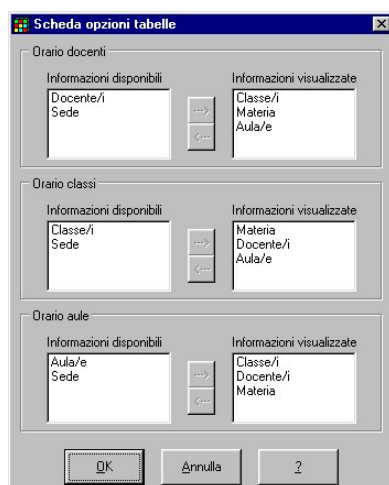 Scheda opzioni tabelle
Orario docenti
Informazioni disponibili
Docente/i
Sede
--->
<---
Informazioni visualizzate
Classe/i
Materia
Aula/e
Orario classi
Informazioni disponibili
Classe/i
Sede
--->
<---
Informazioni visualizzate
Materia
Docente/i
Aula/e
Orario aule
Informazioni disponibili
Aula/e
Sede
--->
<---
Informazioni visualizzate
Classe/i
Docente/i
Materia
OK
Annulla
?